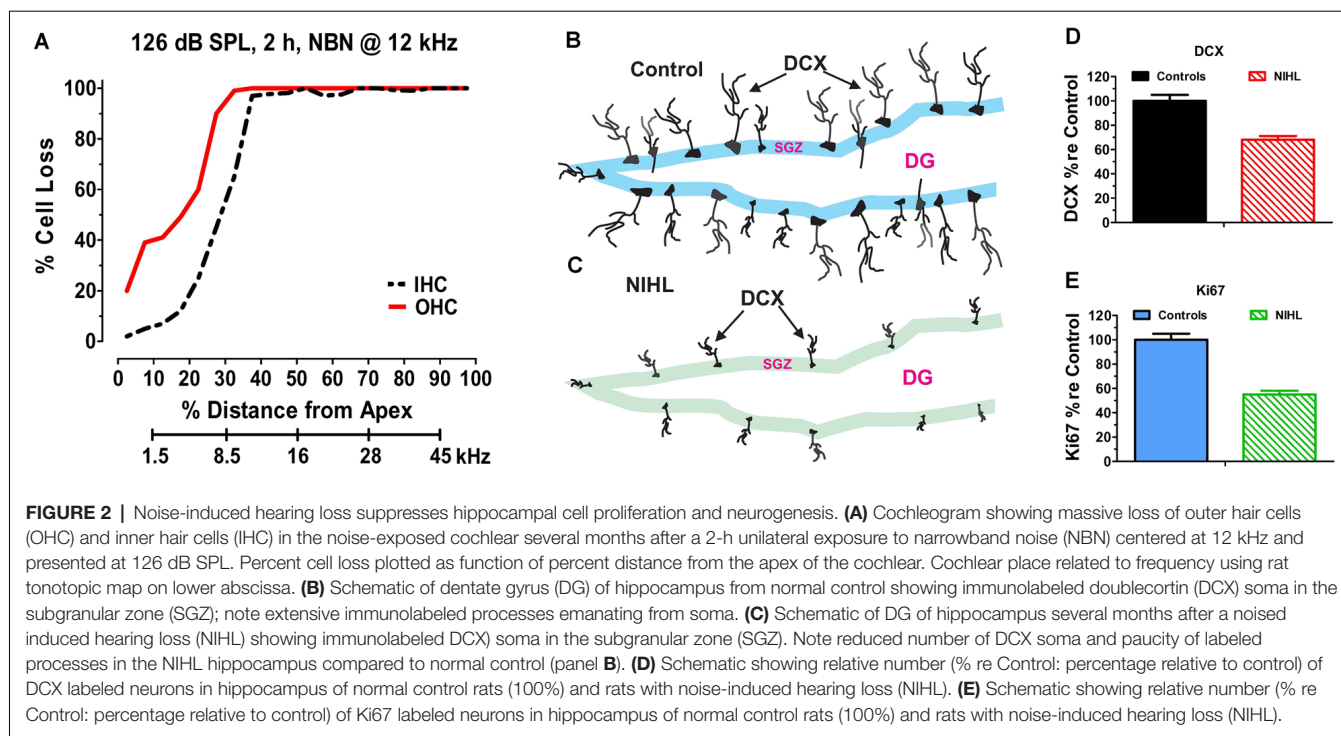 A
126 dB SPL, 2 h, NBN @ 12 kHz
% Cell Loss
100
80
60
40
20
0
IHC
OHC
0 10 20 30 40 50 60 70 80 90 100
% Distance from Apex
1.5 8.5 16 28 45 kHz
B
Control
DCX
SGZ
DG
C
NIHL
DCX
SGZ
DG
D
DCX
Controls NIHL
DCX % re Control
120
100
80
60
40
20
0
E
Ki67
Controls NIHL
Ki67 % re Control
120
100
80
60
40
20
0
FIGURE 2 | Noise-induced hearing loss suppresses hippocampal cell proliferation and neurogenesis. (A) Cochleogram showing massive loss of outer hair cells
(OHC) and inner hair cells (IHC) in the noise-exposed cochlear several months after a 2-h unilateral exposure to narrowband noise (NBN) centered at 12 kHz and
presented at 126 dB SPL. Percent cell loss plotted as function of percent distance from the apex of the cochlear. Cochlear place related to frequency using rat
tonotopic map on lower abscissa. (B) Schematic of dentate gyrus (DG) of hippocampus from normal control showing immunolabeled doublecortin (DCX) soma in the
subgranular zone (SGZ); note extensive immunolabeled processes emanating from soma. (C) Schematic of DG of hippocampus several months after a noised
induced hearing loss (NIHL) showing immunolabeled DCX) soma in the subgranular zone (SGZ). Note reduced number of DCX soma and paucity of labeled
processes in the NIHL hippocampus compared to normal control (panel B). (D) Schematic showing relative number (% re Control: percentage relative to control) of
DCX labeled neurons in hippocampus of normal control rats (100%) and rats with noise-induced hearing loss (NIHL). (E) Schematic showing relative number (% re
Control: percentage relative to control) of Ki67 labeled neurons in hippocampus of normal control rats (100%) and rats with noise-induced hearing loss (NIHL).